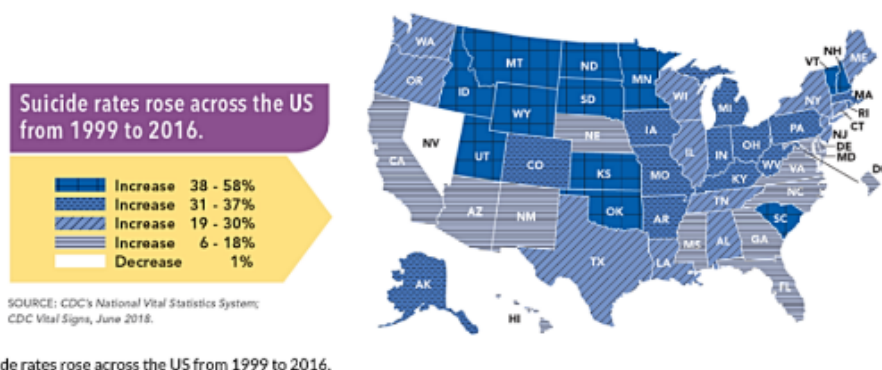 Suicide rates rose across the US
from 1999 to 2016.
Increase 38 - 58%
Increase 31 - 37%
Increase 19 - 30%
Increase 6 - 18%
Decrease 1%
SOURCE: CDC's National Vital Statistics System;
CDC Vital Signs, June 2018.
WA
OR
CA
NV
ID
MT
WY
UT
AZ
CO
NM
ND
SD
NE
KS
OK
TX
MN
IA
MO
AR
LA
WI
IL
MS
MI
IN
OH
KY
TN
AL
GA
FL
SC
NC
VA
WV
PA
NY
VT
NH
ME
MA
RI
CT
NJ
DE
MD
D
AK
HI
de rates rose across the US from 1999 to 2016.